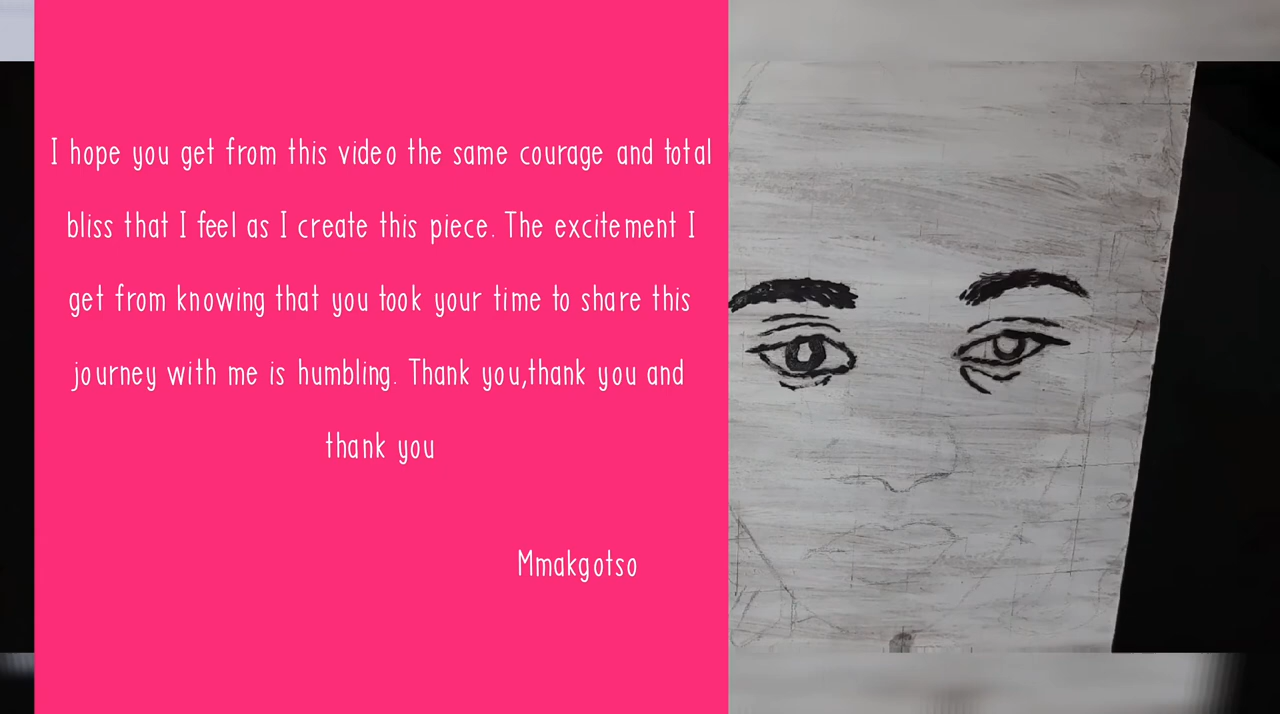 I hope you get from this video the same courage and total
bliss that I feel as I create this piece. The excitement I
get from knowing that you took your time to share this
journey with me is humbling. Thank you,thank you and
thank you
Mmakgotso